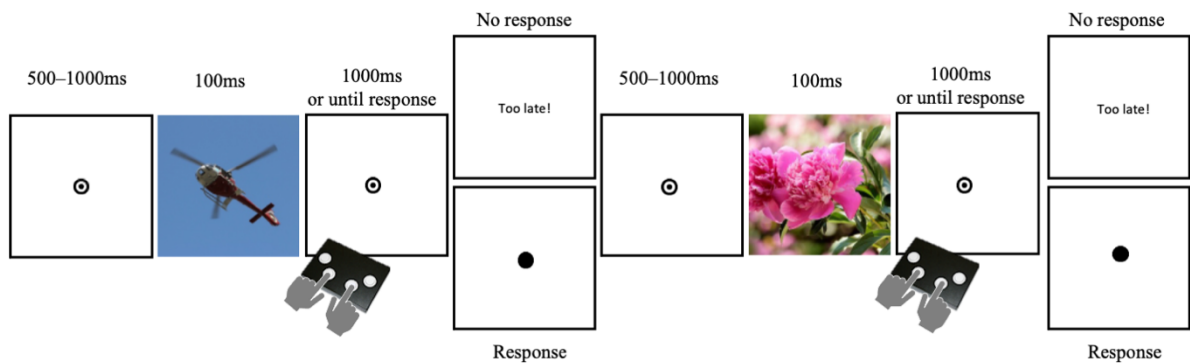 500–1000ms
100ms
1000ms
or until response
No response
Too late!
Response
500–1000ms
100ms
1000ms
or until response
No response
Too late!
Response